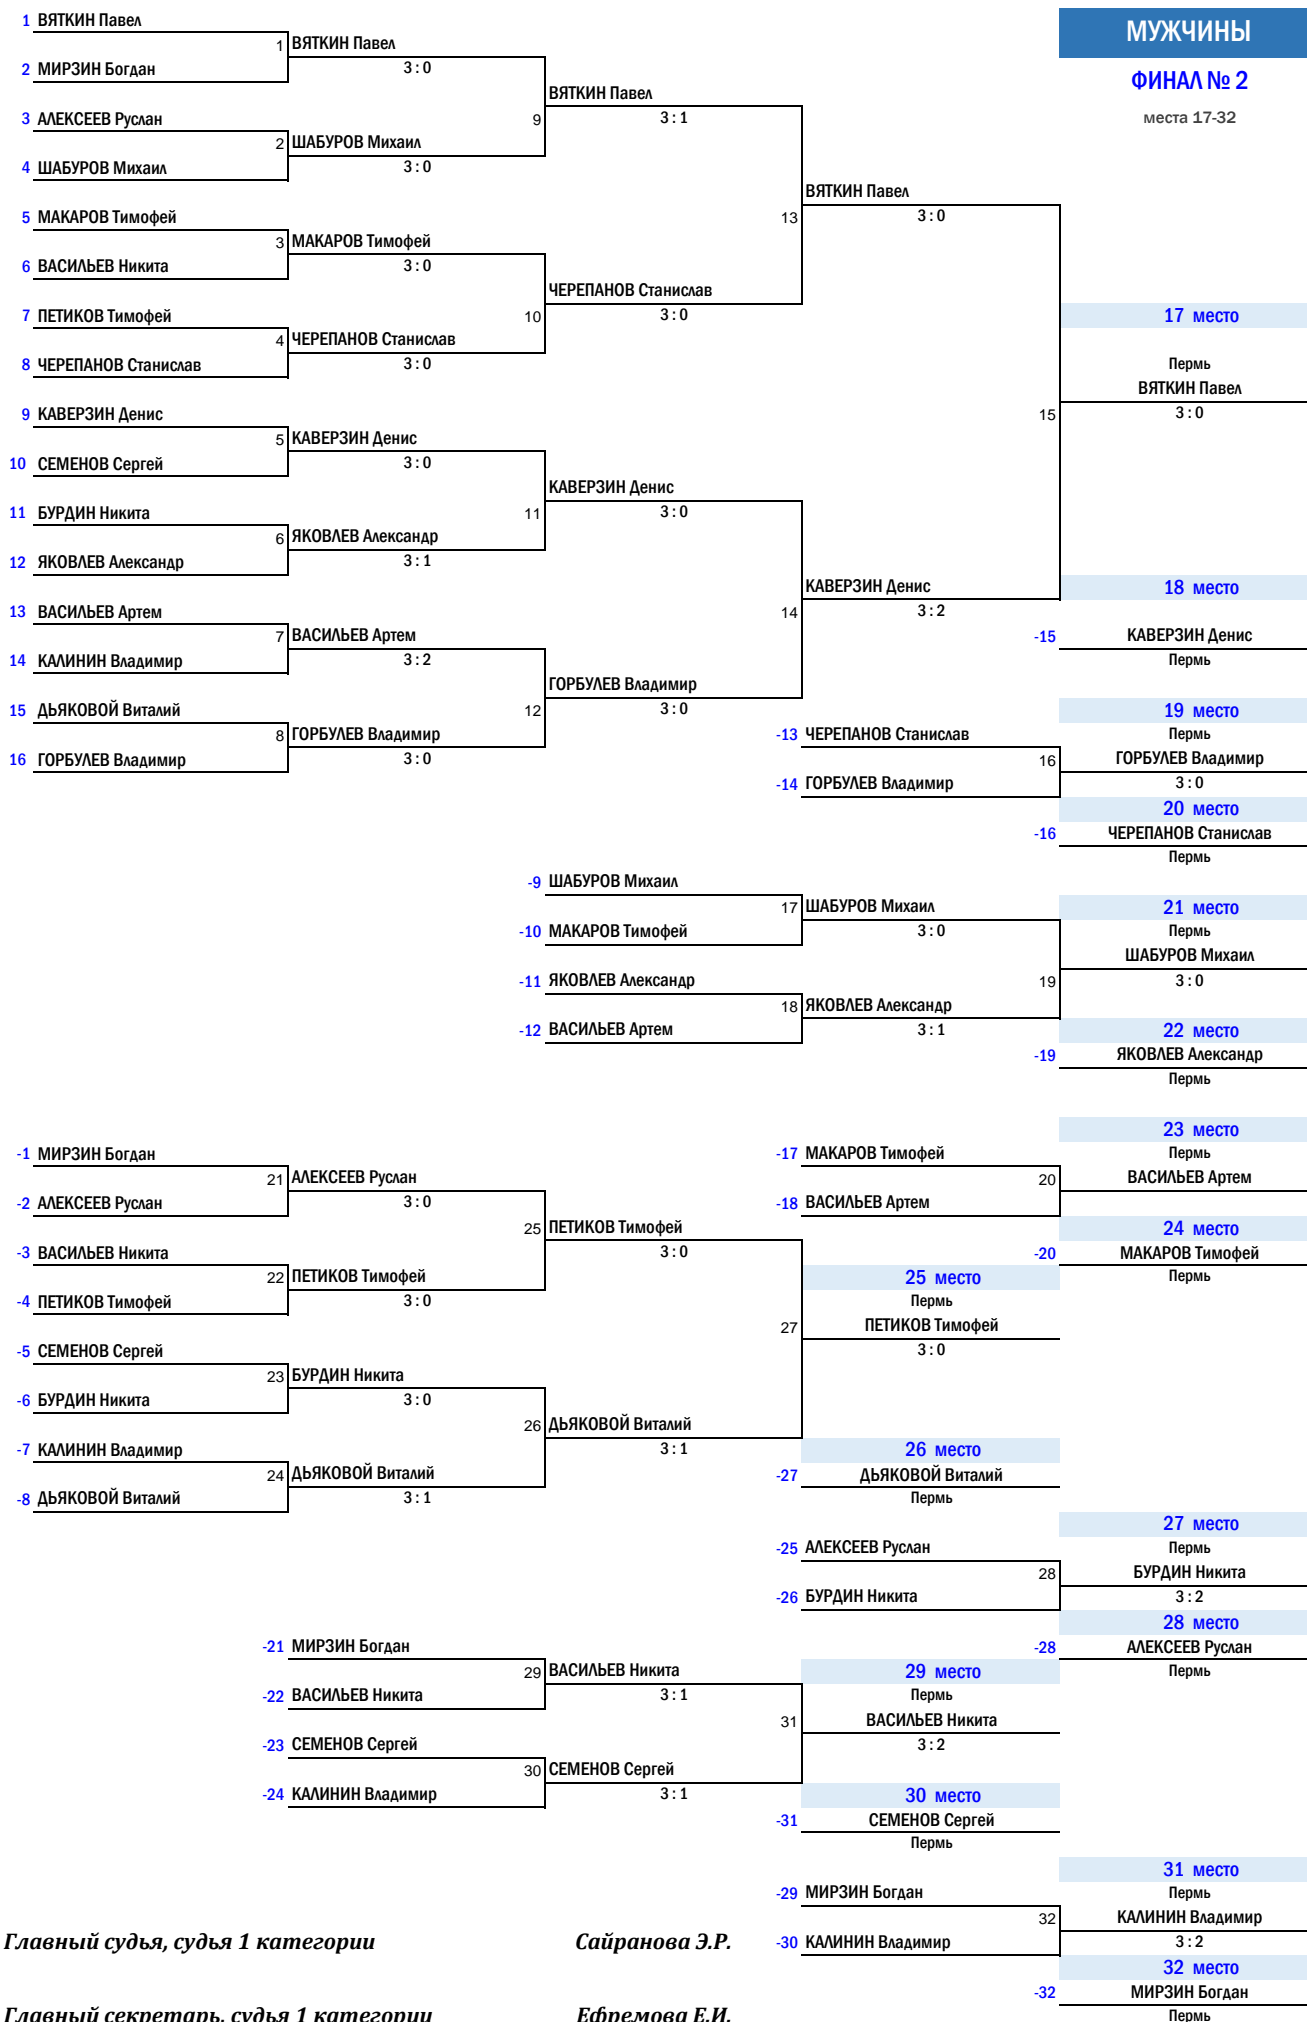 МУЖЧИНЫ
ФИНАЛ № 2
места 17-32
1 ВЯТКИН Павел
1 ВЯТКИН Павел
2 МИРЗИН Богдан
3 : 0
ВЯТКИН Павел
3 АЛЕКСЕЕВ Руслан
9
3 : 1
2 ШАБУРОВ Михаил
4 ШАБУРОВ Михаил
3 : 0
ВЯТКИН Павел
5 МАКАРОВ Тимофей
13
3 : 0
3 МАКАРОВ Тимофей
6 ВАСИЛЬЕВ Никита
3 : 0
ЧЕРЕПАНОВ Станислав
7 ПЕТИКОВ Тимофей
10
3 : 0
17 место
4 ЧЕРЕПАНОВ Станислав
8 ЧЕРЕПАНОВ Станислав
3 : 0
Пермь
ВЯТКИН Павел
9 КАВЕРЗИН Денис
15
3 : 0
5 КАВЕРЗИН Денис
10 СЕМЕНОВ Сергей
3 : 0
КАВЕРЗИН Денис
11 БУРДИН Никита
11
3 : 0
6 ЯКОВЛЕВ Александр
12 ЯКОВЛЕВ Александр
3 : 1
КАВЕРЗИН Денис
18 место
13 ВАСИЛЬЕВ Артем
14
3 : 2
7 ВАСИЛЬЕВ Артем
-15 КАВЕРЗИН Денис
14 КАЛИНИН Владимир
3 : 2
Пермь
ГОРБУЛЕВ Владимир
15 ДЬЯКОВОЙ Виталий
12
3 : 0
19 место
8 ГОРБУЛЕВ Владимир
-13 ЧЕРЕПАНОВ Станислав
Пермь
16 ГОРБУЛЕВ Владимир
3 : 0
16
ГОРБУЛЕВ Владимир
-14 ГОРБУЛЕВ Владимир
3 : 0
20 место
-16 ЧЕРЕПАНОВ Станислав
Пермь
-9 ШАБУРОВ Михаил
17 ШАБУРОВ Михаил
21 место
-10 МАКАРОВ Тимофей
3 : 0
Пермь
ШАБУРОВ Михаил
-11 ЯКОВЛЕВ Александр
19
3 : 0
18 ЯКОВЛЕВ Александр
-12 ВАСИЛЬЕВ Артем
3 : 1
22 место
-19 ЯКОВЛЕВ Александр
Пермь
23 место
-1 МИРЗИН Богдан
-17 МАКАРОВ Тимофей
Пермь
21 АЛЕКСЕЕВ Руслан
20
ВАСИЛЬЕВ Артем
-2 АЛЕКСЕЕВ Руслан
3 : 0
-18 ВАСИЛЬЕВ Артем
25 ПЕТИКОВ Тимофей
24 место
-3 ВАСИЛЬЕВ Никита
3 : 0
-20 МАКАРОВ Тимофей
22 ПЕТИКОВ Тимофей
25 место
Пермь
-4 ПЕТИКОВ Тимофей
3 : 0
Пермь
27
ПЕТИКОВ Тимофей
-5 СЕМЕНОВ Сергей
3 : 0
23 БУРДИН Никита
-6 БУРДИН Никита
3 : 0
26 ДЬЯКОВОЙ Виталий
-7 КАЛИНИН Владимир
3 : 1
26 место
24 ДЬЯКОВОЙ Виталий
-27 ДЬЯКОВОЙ Виталий
-8 ДЬЯКОВОЙ Виталий
3 : 1
Пермь
27 место
-25 АЛЕКСЕЕВ Руслан
Пермь
28
БУРДИН Никита
-26 БУРДИН Никита
3 : 2
28 место
-21 МИРЗИН Богдан
-28 АЛЕКСЕЕВ Руслан
29 ВАСИЛЬЕВ Никита
29 место
Пермь
-22 ВАСИЛЬЕВ Никита
3 : 1
Пермь
31
ВАСИЛЬЕВ Никита
-23 СЕМЕНОВ Сергей
3 : 2
30 СЕМЕНОВ Сергей
-24 КАЛИНИН Владимир
3 : 1
30 место
-31 СЕМЕНОВ Сергей
Пермь
31 место
-29 МИРЗИН Богдан
Пермь
32
КАЛИНИН Владимир
Главный судья, судья 1 категории Сайранова Э.Р.
-30 КАЛИНИН Владимир
3 : 2
32 место
-32 МИРЗИН Богдан
Главный секретарь, судья 1 категории Ефремова Е.И.
Пермь